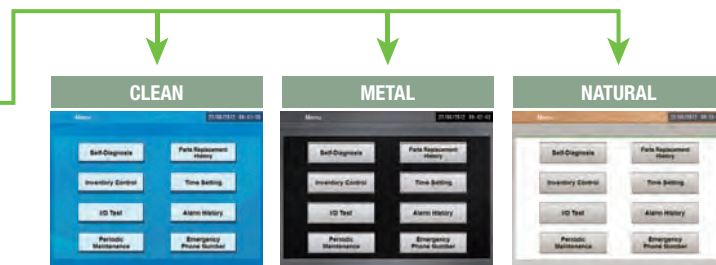 CLEAN
METAL
NATURAL
Menu
Menu
Menu
Self-Diagnosis
Parts Replacement
History
Inventory Control
Time Setting
I/O Test
Alarm History
Periodic
Maintenance
Emergency
Phone Number
Self-Diagnosis
Parts Replacement
History
Inventory Control
Time Setting
I/O Test
Alarm History
Periodic
Maintenance
Emergency
Phone Number
Self-Diagnosis
Parts Replacement
History
Inventory Control
Time Setting
I/O Test
Alarm History
Periodic
Maintenance
Emergency
Phone Number